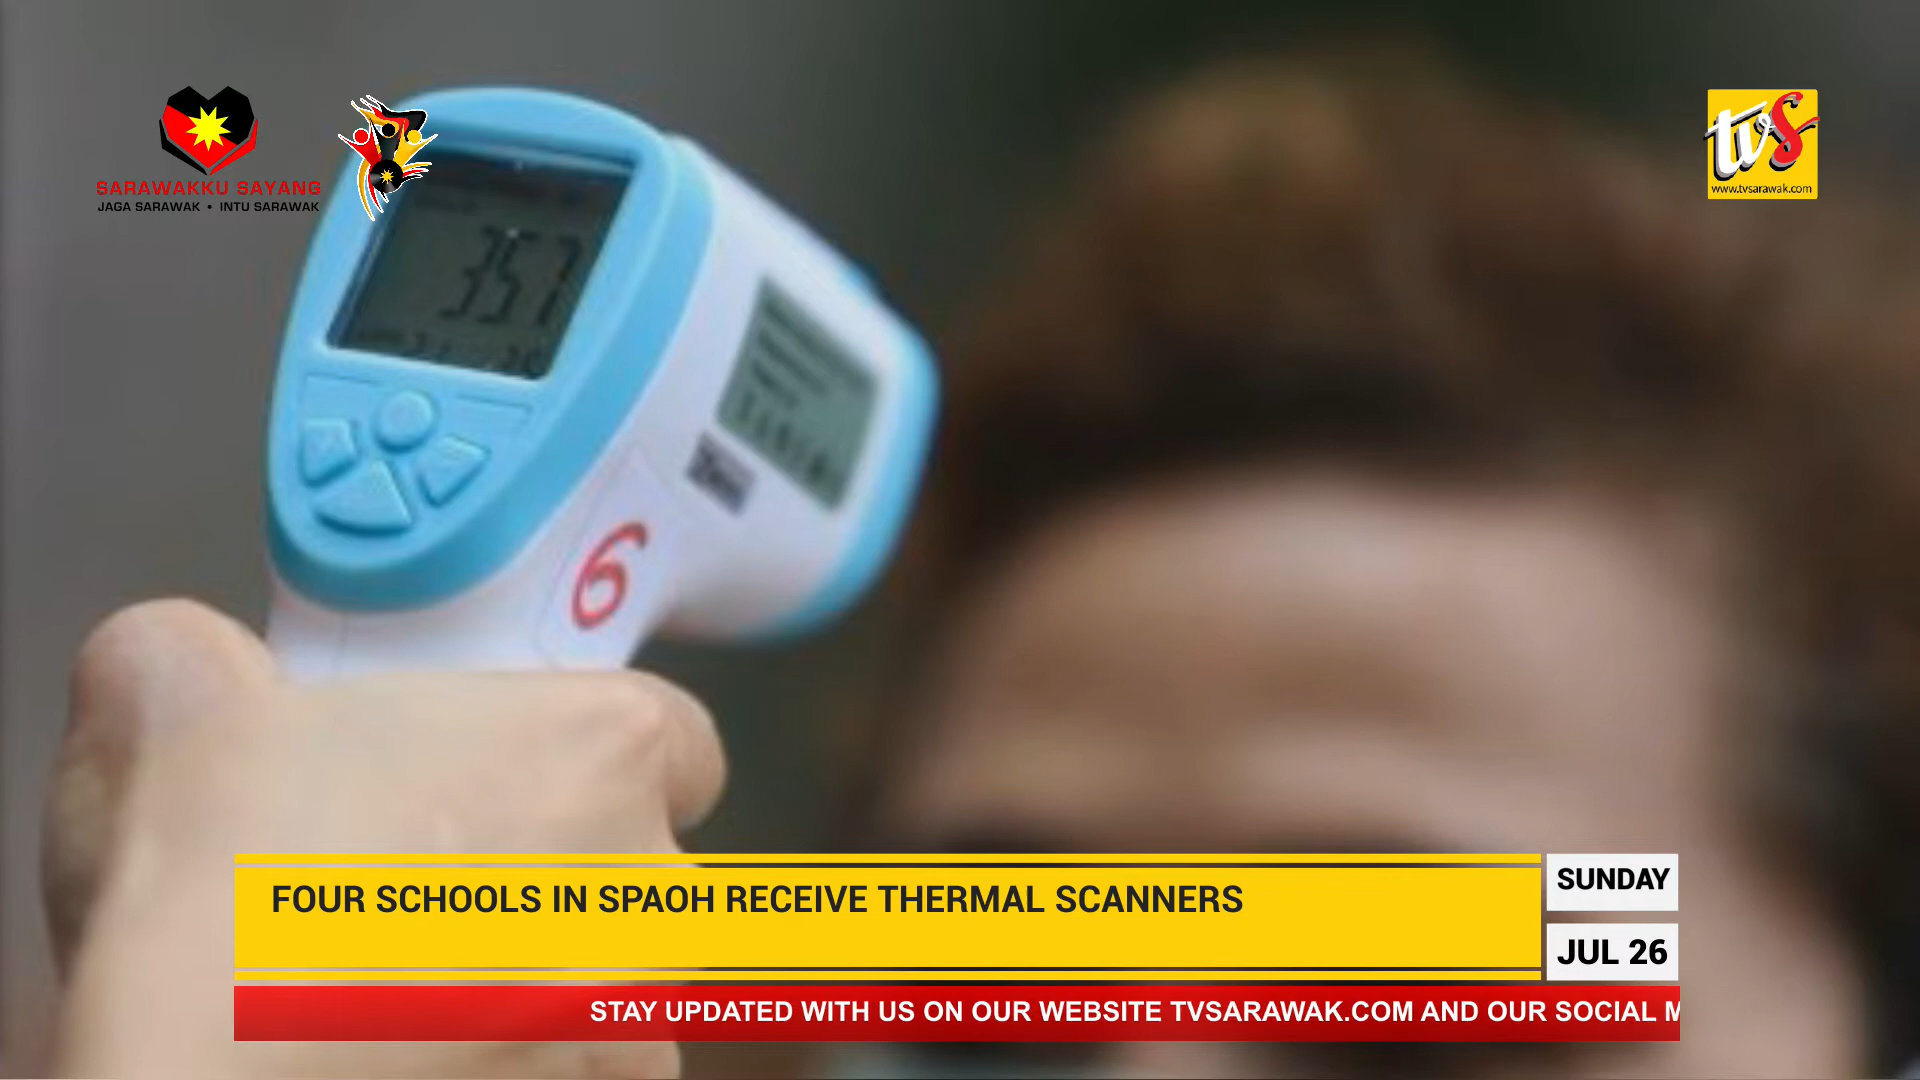 SARAWAKKU SAYANG
JAGA SARAWAK • INTU SARAWAK
tvS
www.tvsarawak.com
357
6
FOUR SCHOOLS IN SPAOH RECEIVE THERMAL SCANNERS
SUNDAY
JUL 26
STAY UPDATED WITH US ON OUR WEBSITE TVSARAWAK.COM AND OUR SOCIAL M